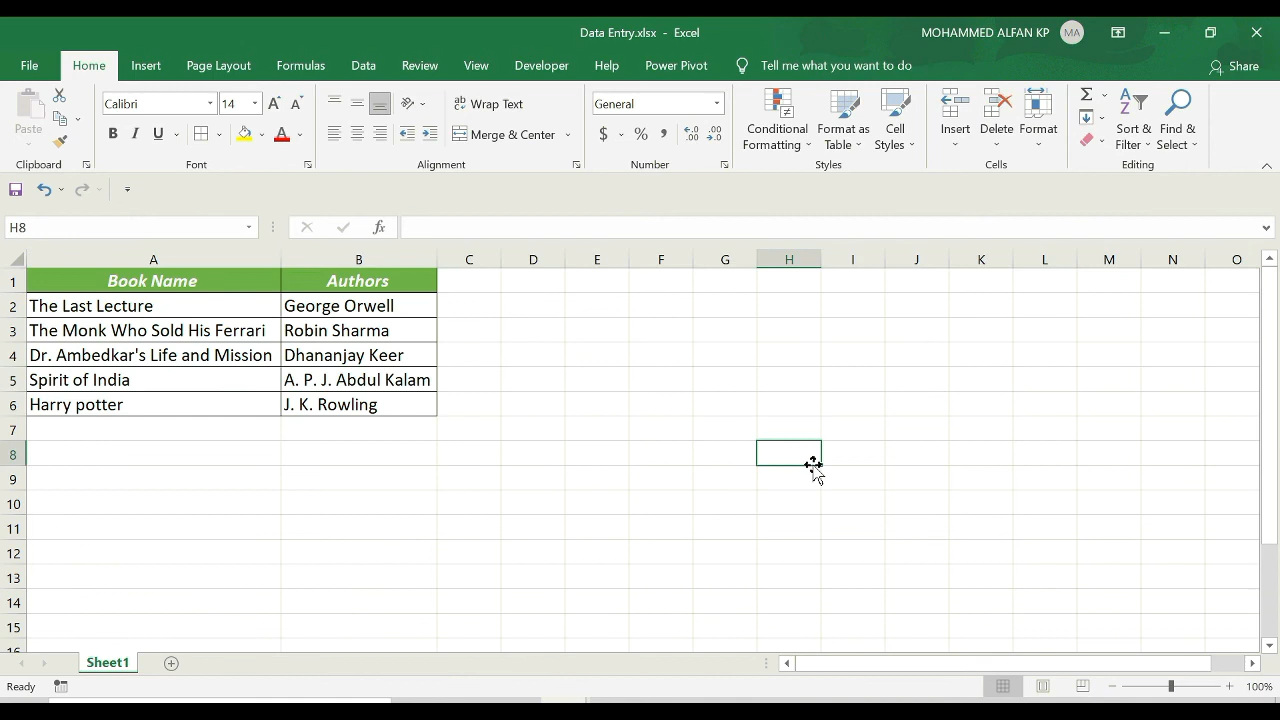 Data Entry.xlsx - Excel
MOHAMMED ALFAN KP
MA
File
Home
Insert
Page Layout
Formulas
Data
Review
View
Developer
Help
Power Pivot
Tell me what you want to do
Share
Calibri
14
A
A
Wrap Text
General
Paste
B
I
U
A
Merge & Center
$
%
Conditional
Formatting
Format as
Table
Cell
Styles
Insert
Delete
Format
Sort &
Filter
Find &
Select
Clipboard
Font
Alignment
Number
Styles
Cells
Editing
H8
fx
A B C D E F G H I J K L M N O
1 Book Name Authors
2 The Last Lecture George Orwell
3 The Monk Who Sold His Ferrari Robin Sharma
4 Dr. Ambedkar's Life and Mission Dhananjay Keer
5 Spirit of India A. P. J. Abdul Kalam
6 Harry potter J. K. Rowling
7
8
9
10
11
12
13
14
15
16
Sheet1
Ready
100%